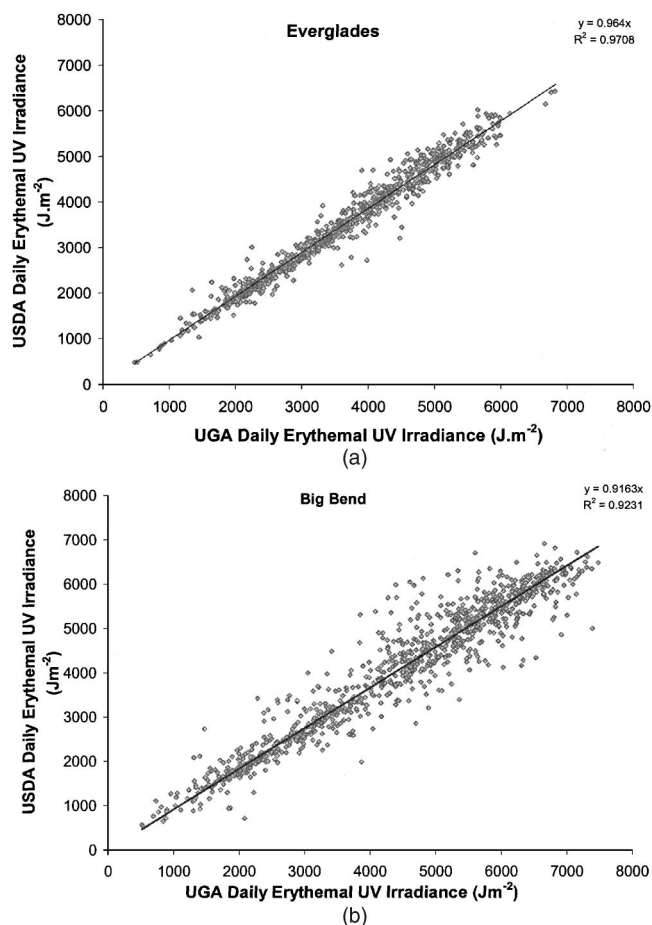 Everglades
y = 0.964x
R² = 0.9708
8000
7000
6000
5000
4000
3000
2000
1000
0
USDA Daily Erythemal UV Irradiance
(J.m⁻²)
0 1000 2000 3000 4000 5000 6000 7000 8000
UGA Daily Erythemal UV Irradiance (J.m⁻²)
(a)
Big Bend
y = 0.9163x
R² = 0.9231
8000
7000
6000
5000
4000
3000
2000
1000
0
USDA Daily Erythemal UV Irradiance
(Jm⁻²)
0 1000 2000 3000 4000 5000 6000 7000 8000
UGA Daily Erythemal UV Irradiance (Jm⁻²)
(b)